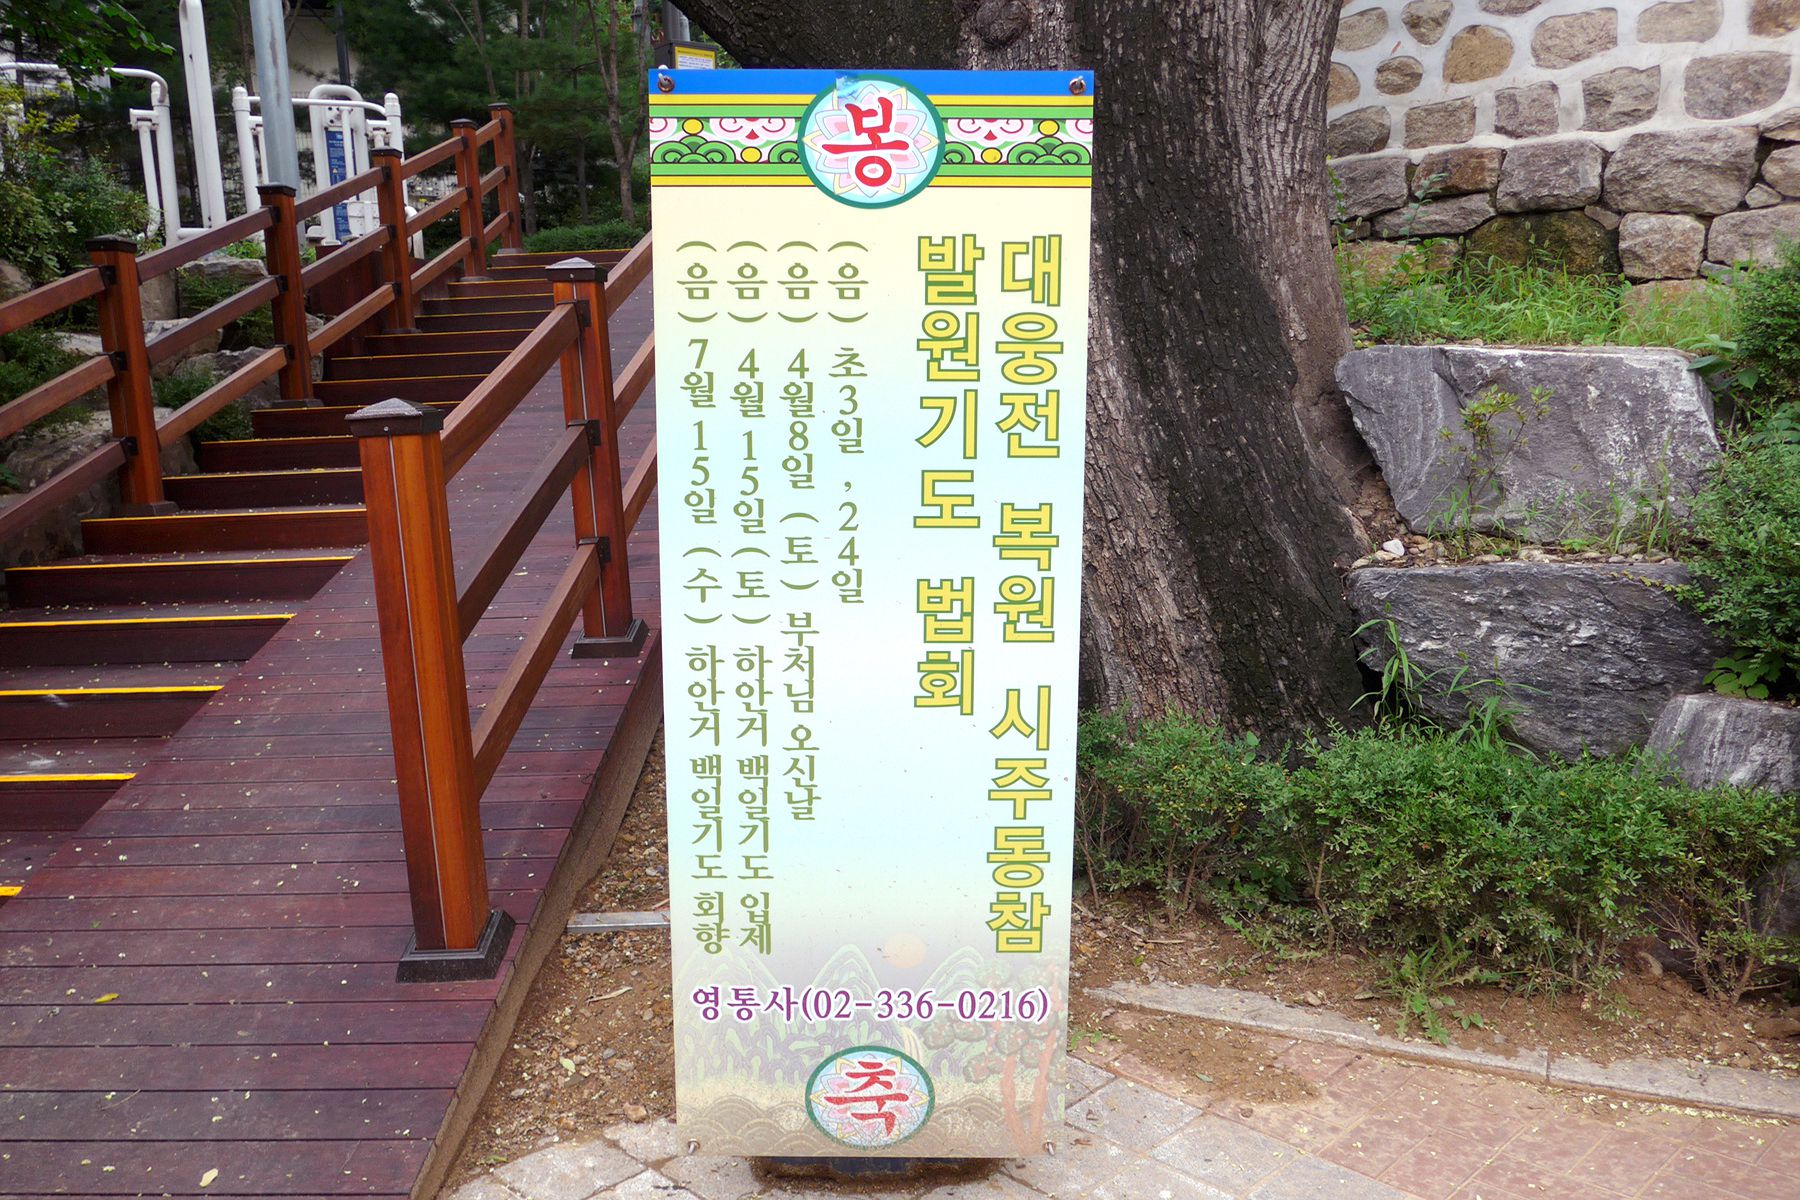 봉
대웅전 복원 시주동참
발원기도 법회
(음) 초3일 ,24일
(음) 4월8일 (토) 부처님 오신날
(음) 4월 15일 (토) 하안거 백일기도 입제
(음) 7월 15일 (수) 하안거 백일기도 회향
영통사(02-336-0216)
축